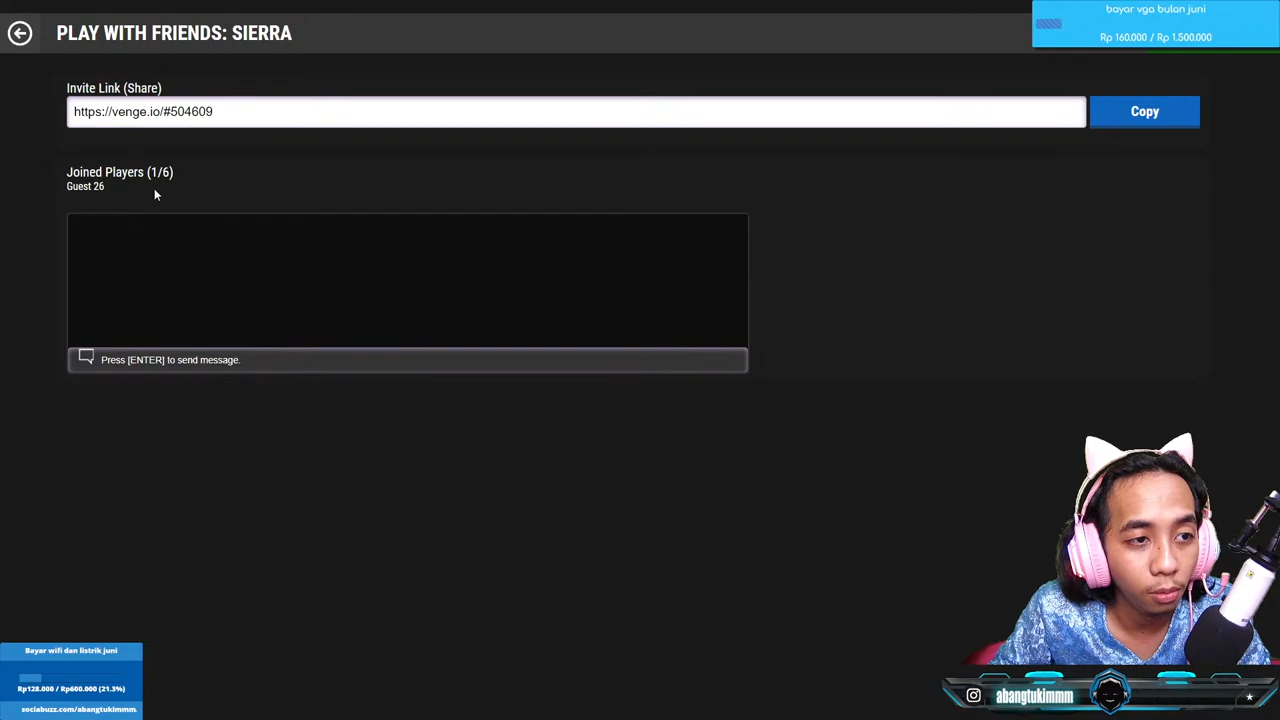 PLAY WITH FRIENDS: SIERRA
bayar vga bulan juni
Rp 160.000 / Rp 1.500.000
Invite Link (Share)
https://venge.io/#504609
Copy
Joined Players (1/6)
Guest 26
Press [ENTER] to send message.
Bayar wifi dan listrik juni
Rp128.000 / Rp600.000 (21.3%)
sociabuzz.com/abangtukimmm.
abangtukimmm